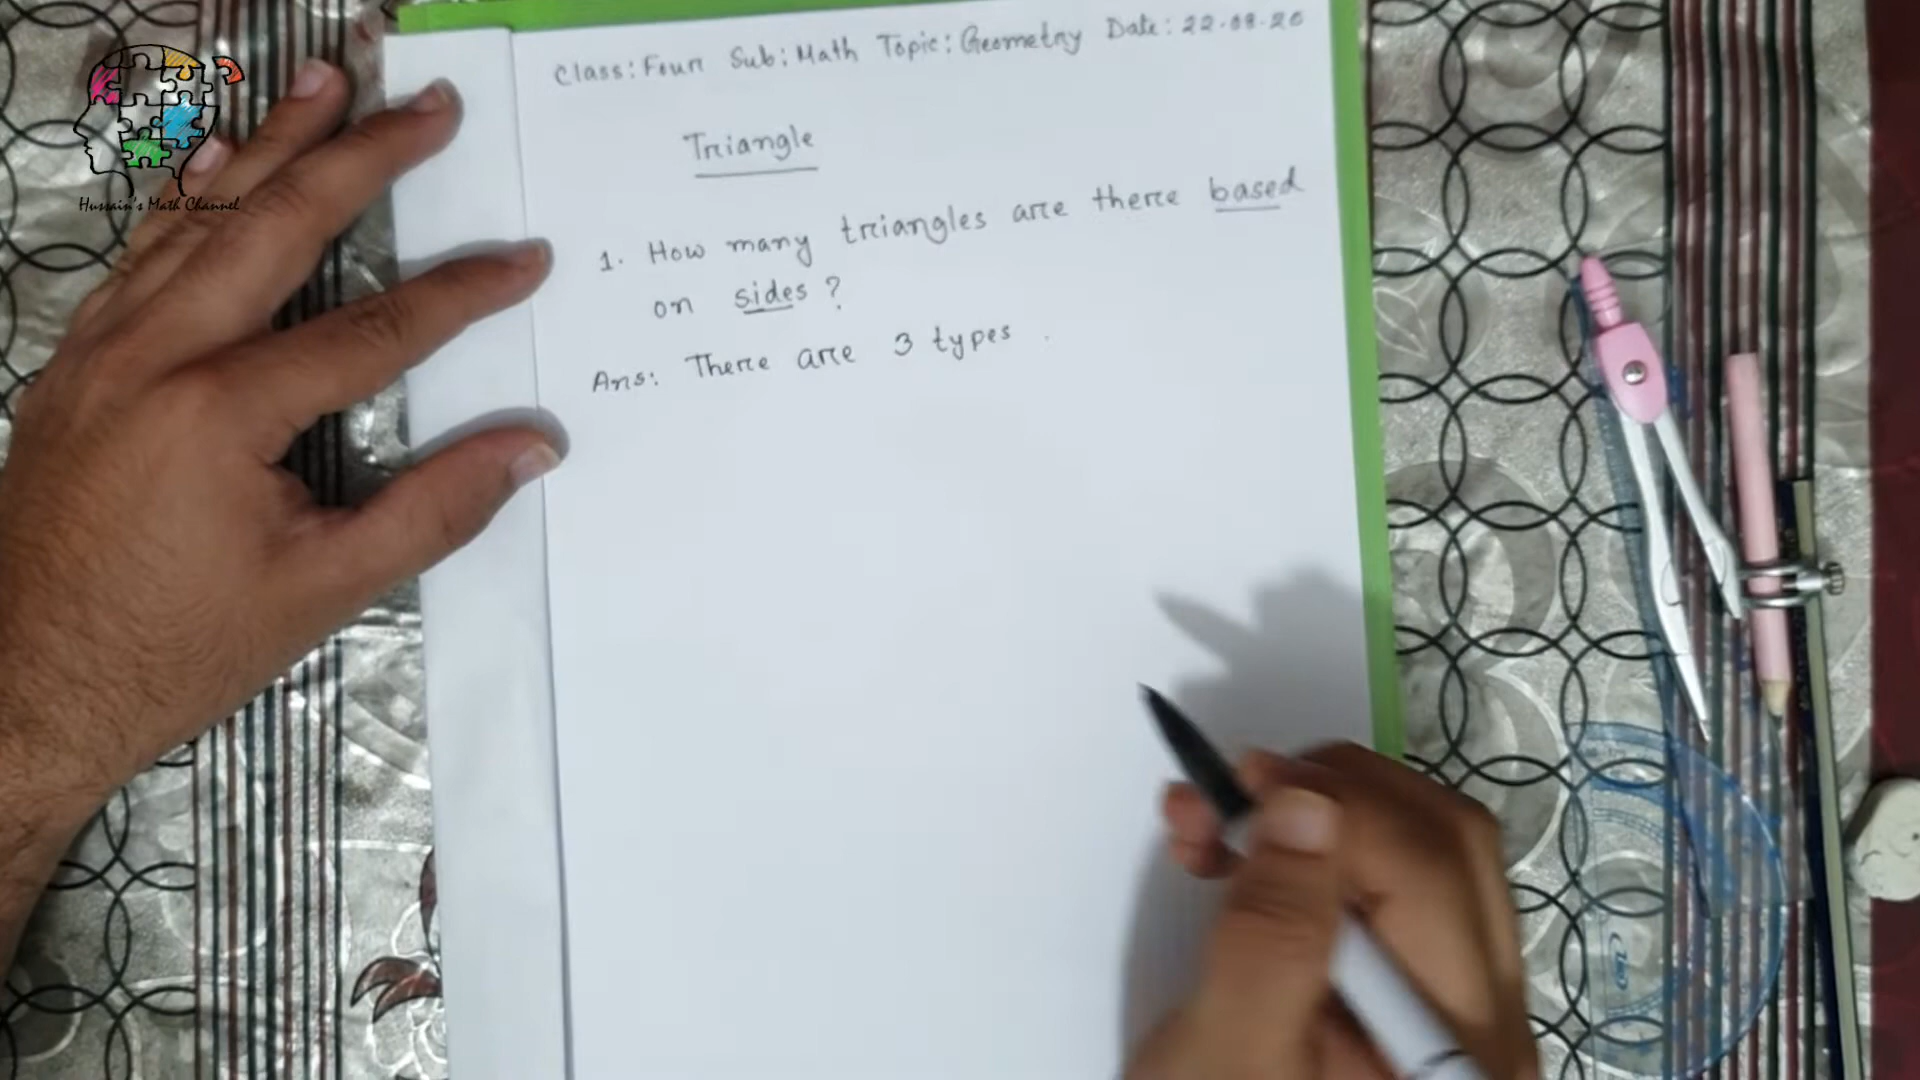 Class: Four Sub: Math Topic: Geometry Date: 22-08-20
Triangle
1. How many triangles are there based
on sides?
Ans: There are 3 types.
Hussain's Math Channel